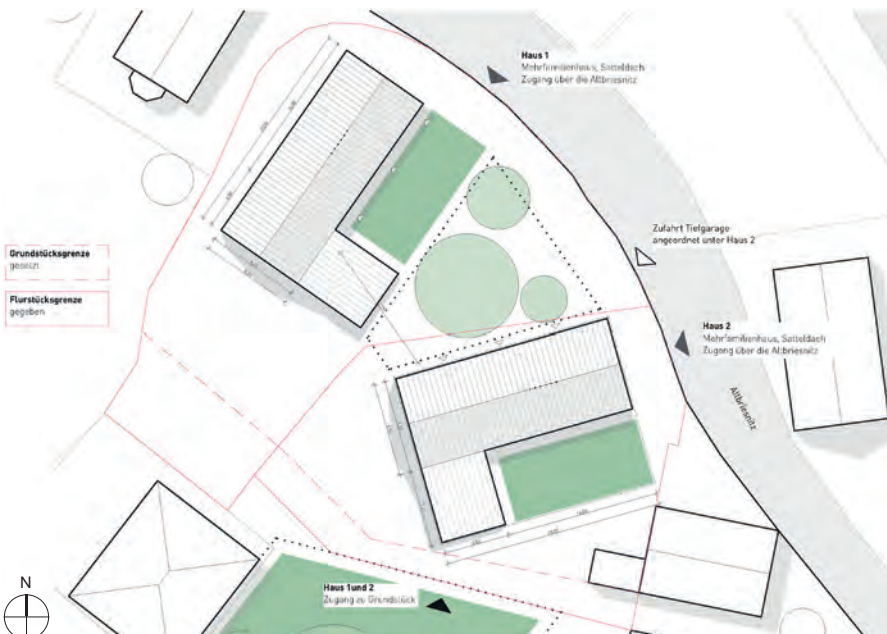 Haus 1
Mehrfamilienhaus, Satteldach
Zugang über die Altbriesnitz
Zufahrt Tiefgarage
angeordnet unter Haus 2
Grundstücksgrenze
gesetzt
Flurstücksgrenze
gegeben
Haus 2
Mehrfamilienhaus, Satteldach
Zugang über die Altbriesnitz
Altbriesnitz
Haus 1und 2
Zugang zu Grundstück
N